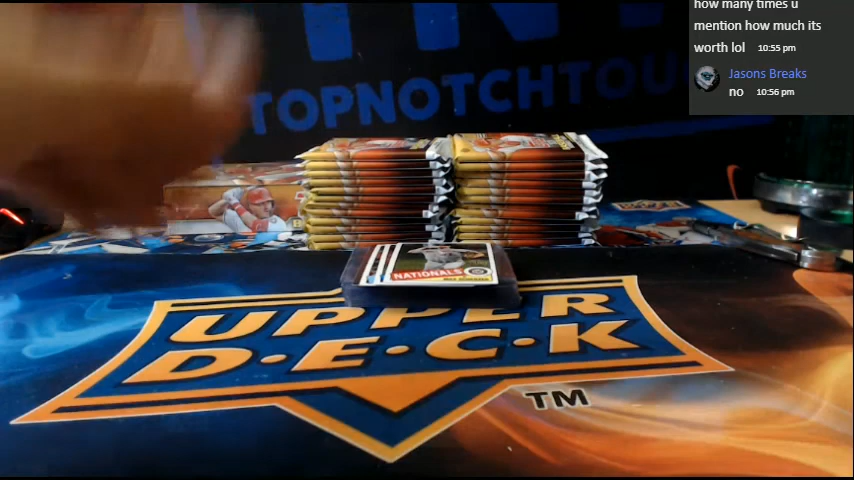 how many times u
mention how much its
worth lol 10:55 pm
Jasons Breaks
no 10:56 pm
TOPNOTCHTOU
NATIONALS
UPPER
D·E·C·K
TM